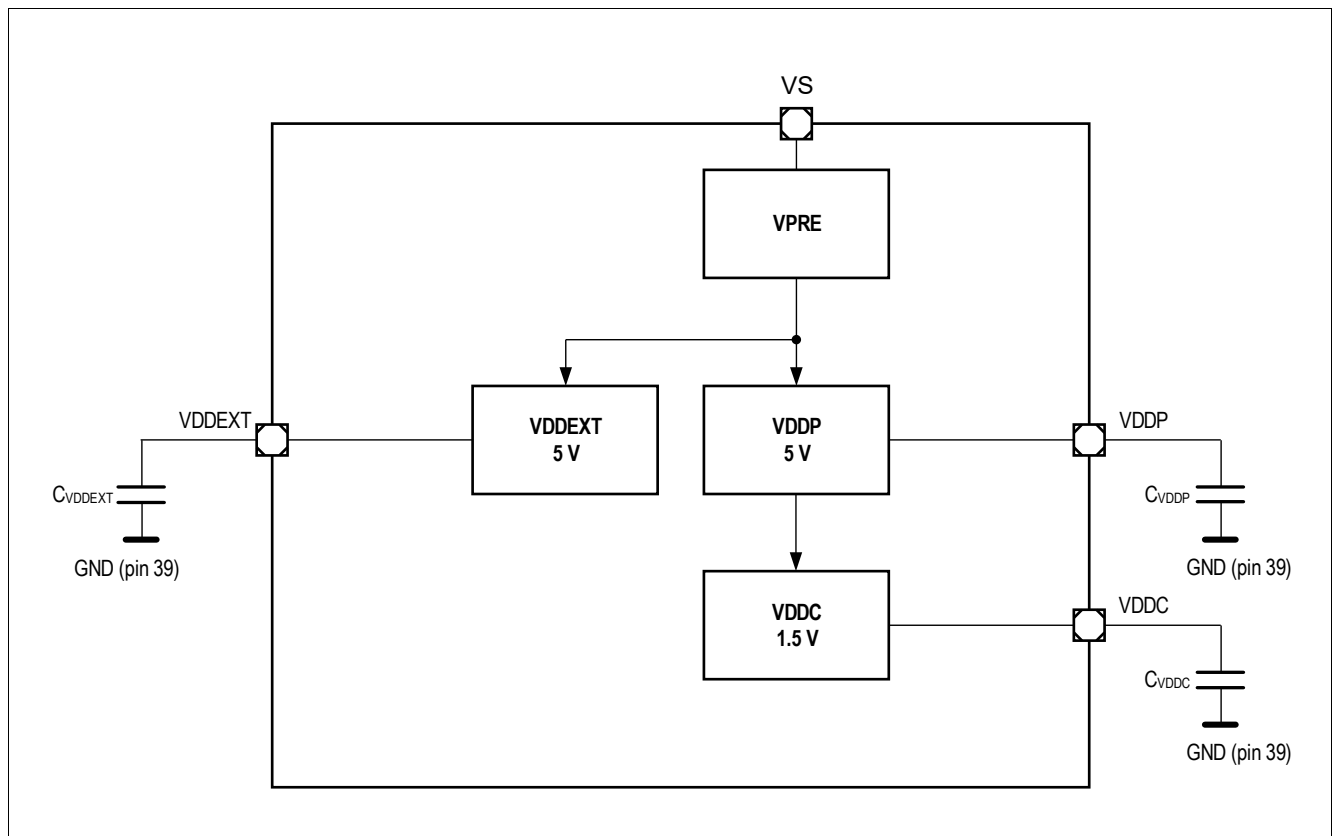 VS
VPRE
VDDEXT
VDDEXT
5 V
VDDP
5 V
VDDP
CVDDEXT
GND (pin 39)
CVDDP
GND (pin 39)
VDDC
1.5 V
VDDC
CVDDC
GND (pin 39)